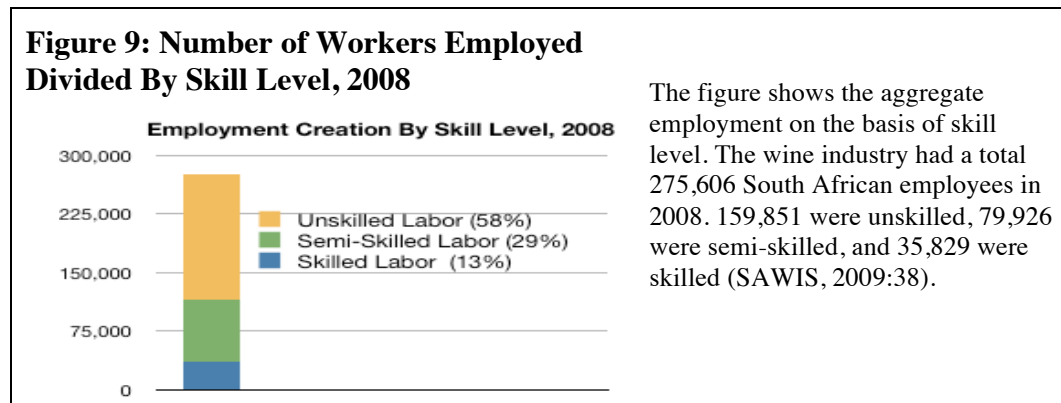 Figure 9: Number of Workers Employed
Divided By Skill Level, 2008
Employment Creation By Skill Level, 2008
300,000
225,000
150,000
75,000
0
Unskilled Labor (58%)
Semi-Skilled Labor (29%)
Skilled Labor (13%)
The figure shows the aggregate
employment on the basis of skill
level. The wine industry had a total
275,606 South African employees in
2008. 159,851 were unskilled, 79,926
were semi-skilled, and 35,829 were
skilled (SAWIS, 2009:38).